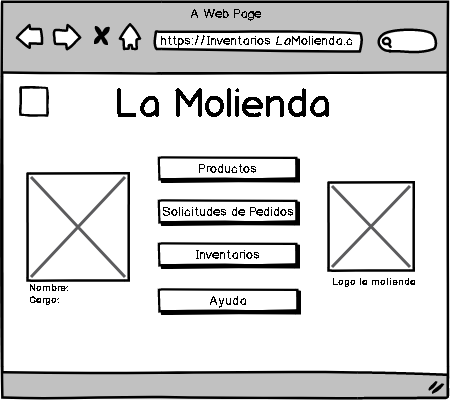 A Web Page
https://Inventarios.LaMolienda.c
La Molienda
Productos
Solicitudes de Pedidos
Inventarios
Ayuda
Nombre:
Cargo:
Logo la molienda